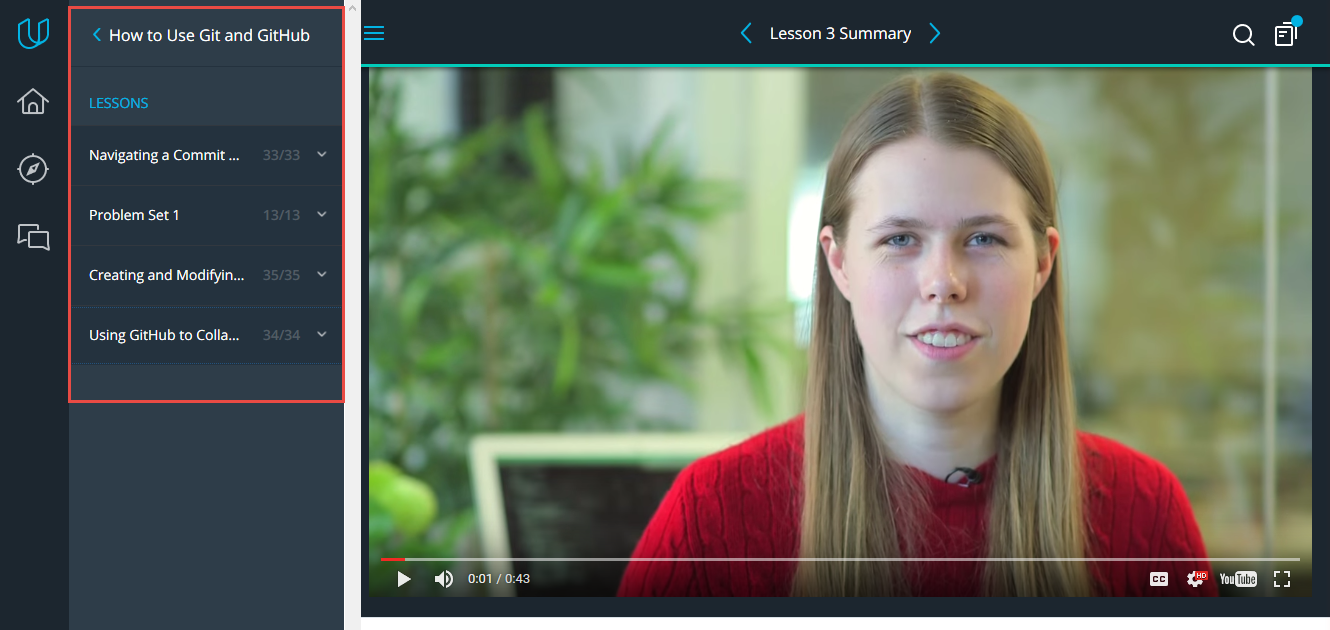 How to Use Git and GitHub
LESSONS
Navigating a Commit ... 33/33
Problem Set 1 13/13
Creating and Modifyin... 35/35
Using GitHub to Colla... 34/34
Lesson 3 Summary
0:01 / 0:43
CC
HD
YouTube